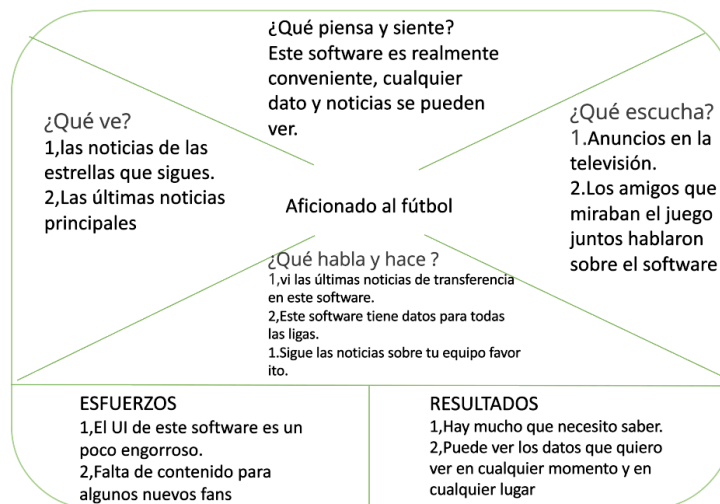 ¿Qué piensa y siente?
Este software es realmente
conveniente, cualquier
dato y noticias se pueden
ver.
¿Qué ve?
1,las noticias de las
estrellas que sigues.
2,Las últimas noticias
principales
¿Qué escucha?
1.Anuncios en la
televisión.
2.Los amigos que
miraban el juego
juntos hablaron
sobre el software
Aficionado al fútbol
¿Qué habla y hace ?
1,vi las últimas noticias de transferencia
en este software.
2,Este software tiene datos para todas
las ligas.
1.Sigue las noticias sobre tu equipo favor
ito.
ESFUERZOS
1,El UI de este software es un
poco engorroso.
2,Falta de contenido para
algunos nuevos fans
RESULTADOS
1,Hay mucho que necesito saber.
2,Puede ver los datos que quiero
ver en cualquier momento y en
cualquier lugar